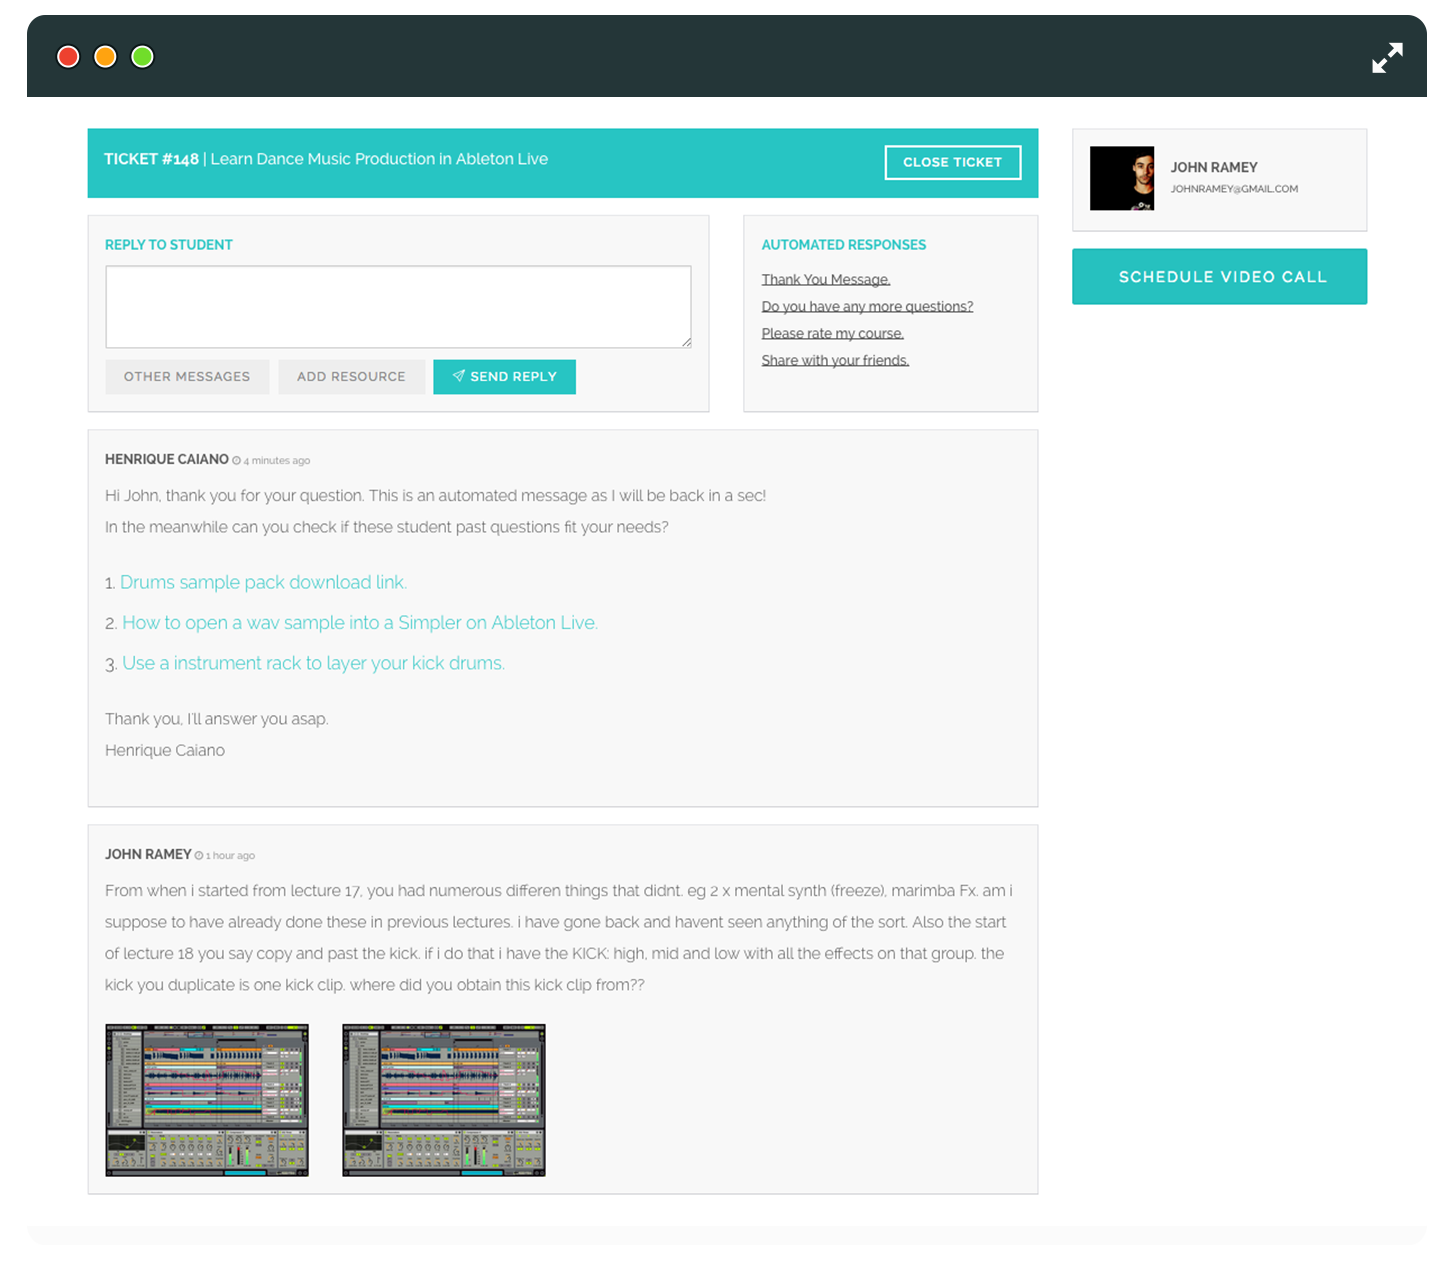 TICKET #148 | Learn Dance Music Production in Ableton Live
CLOSE TICKET
JOHN RAMEY
JOHNRAMEY@GMAIL.COM
SCHEDULE VIDEO CALL
REPLY TO STUDENT
OTHER MESSAGES
ADD RESOURCE
SEND REPLY
AUTOMATED RESPONSES
Thank You Message.
Do you have any more questions?
Please rate my course.
Share with your friends.
HENRIQUE CAIANO 4 minutes ago
Hi John, thank you for your question. This is an automated message as I will be back in a sec!
In the meanwhile can you check if these student past questions fit your needs?
1. Drums sample pack download link.
2. How to open a wav sample into a Simpler on Ableton Live.
3. Use a instrument rack to layer your kick drums.
Thank you, I'll answer you asap.
Henrique Caiano
JOHN RAMEY 1 hour ago
From when i started from lecture 17, you had numerous differen things that didnt. eg 2 x mental synth (freeze), marimba Fx. am i
suppose to have already done these in previous lectures. i have gone back and havent seen anything of the sort. Also the start
of lecture 18 you say copy and past the kick. if i do that i have the KICK: high, mid and low with all the effects on that group. the
kick you duplicate is one kick clip. where did you obtain this kick clip from??